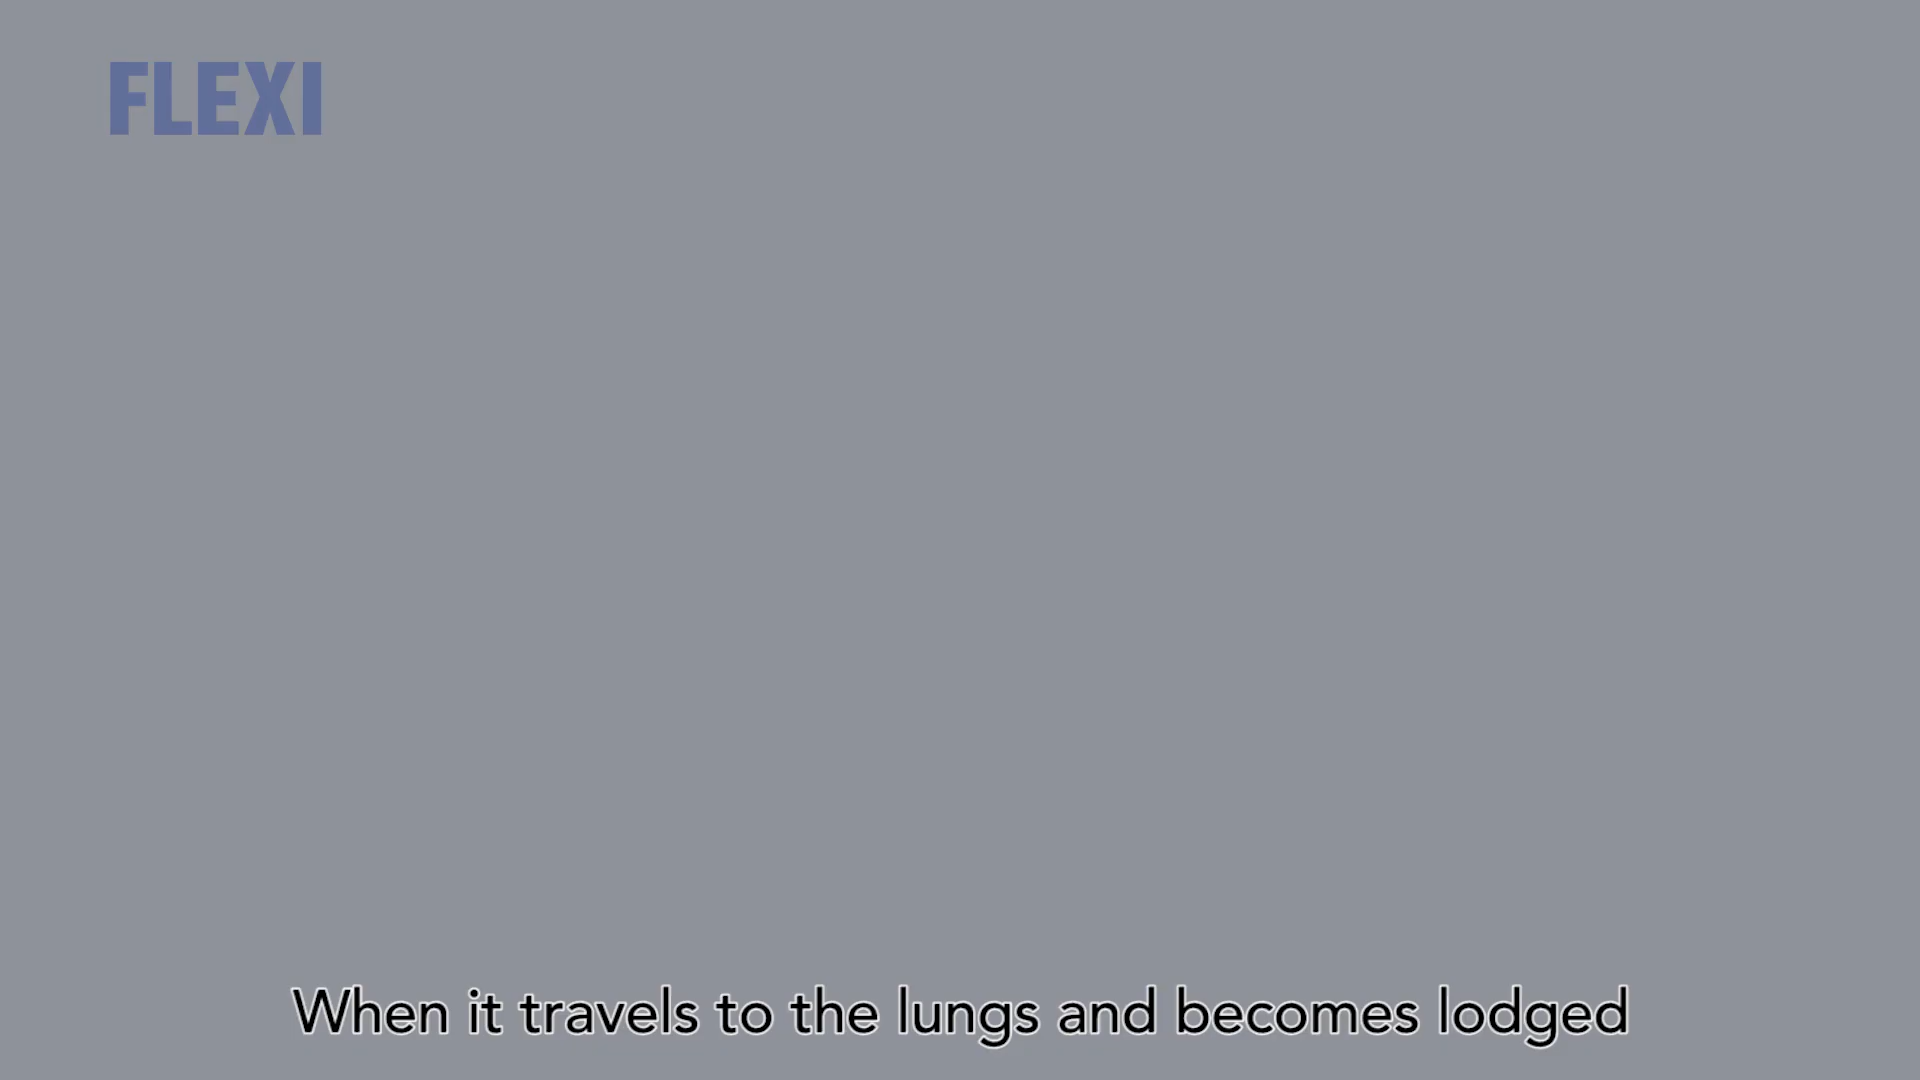 FLEXI
When it travels to the lungs and becomes lodged